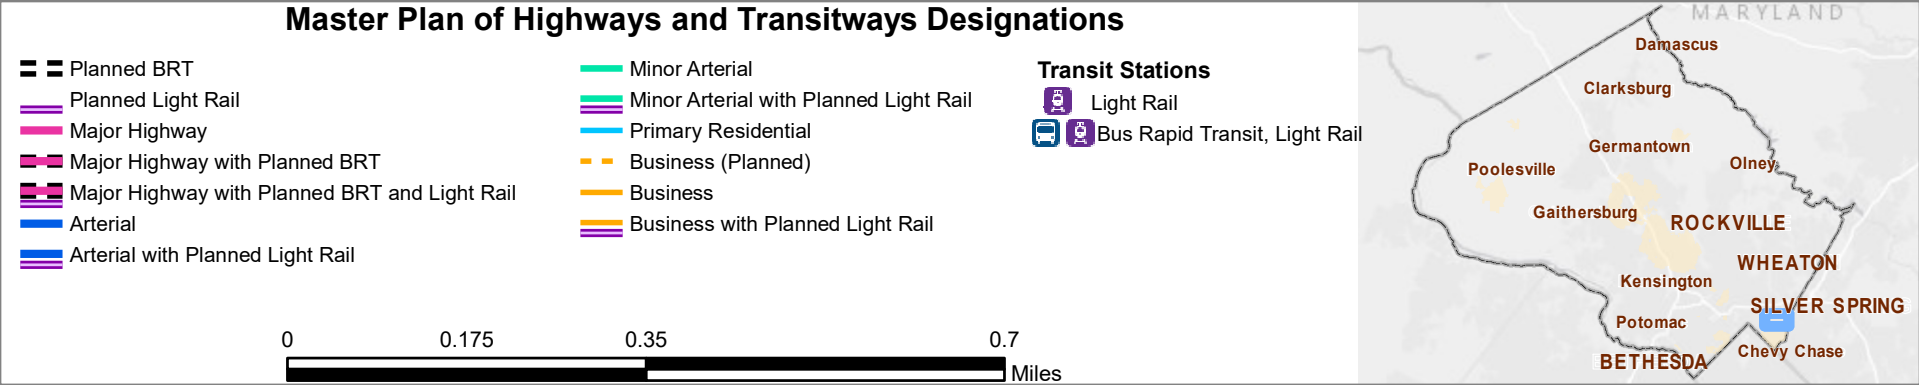 Master Plan of Highways and Transitways Designations
Planned BRT
Planned Light Rail
Major Highway
Major Highway with Planned BRT
Major Highway with Planned BRT and Light Rail
Arterial
Arterial with Planned Light Rail
Minor Arterial
Minor Arterial with Planned Light Rail
Primary Residential
Business (Planned)
Business
Business with Planned Light Rail
Transit Stations
Light Rail
Bus Rapid Transit, Light Rail
0 0.175 0.35 0.7
Miles
MARYLAND
Damascus
Clarksburg
Germantown
Olney
Poolesville
Gaithersburg
ROCKVILLE
WHEATON
Kensington
SILVER SPRING
Potomac
Chevy Chase
BETHESDA